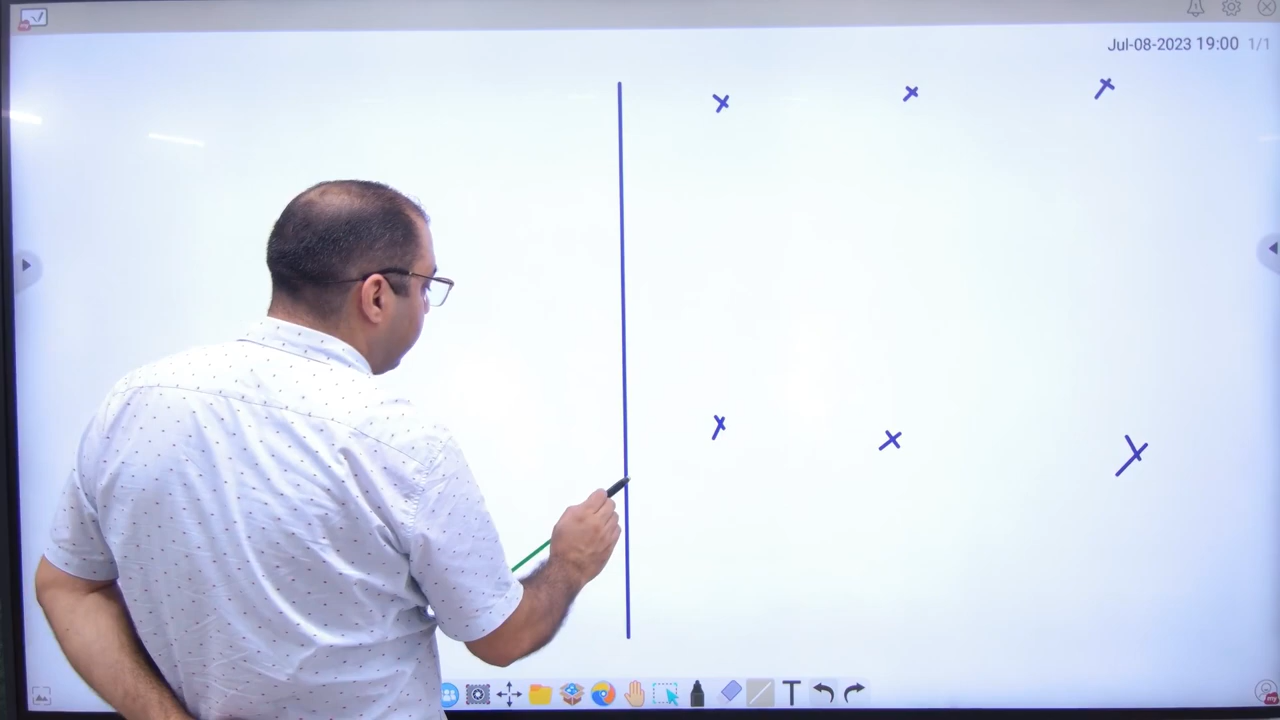 Jul-08-2023 19:00 1/1
× × ×
× × ×
T